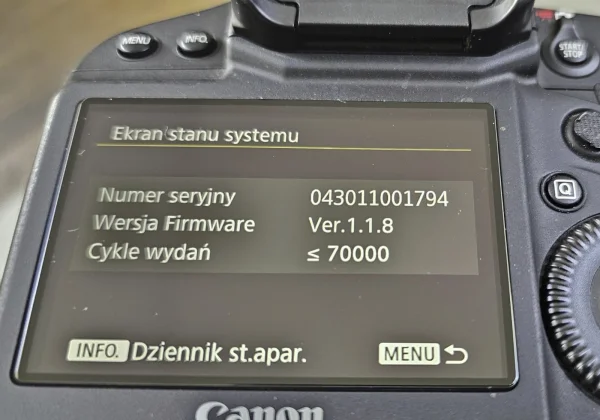 MENU INFO.
START/
STOP
Ekran stanu systemu
Q
Numer seryjny 043011001794
Wersja Firmware Ver.1.1.8
Cykle wydań ≤ 70000
INFO. Dziennik st.apar. MENU
Canon